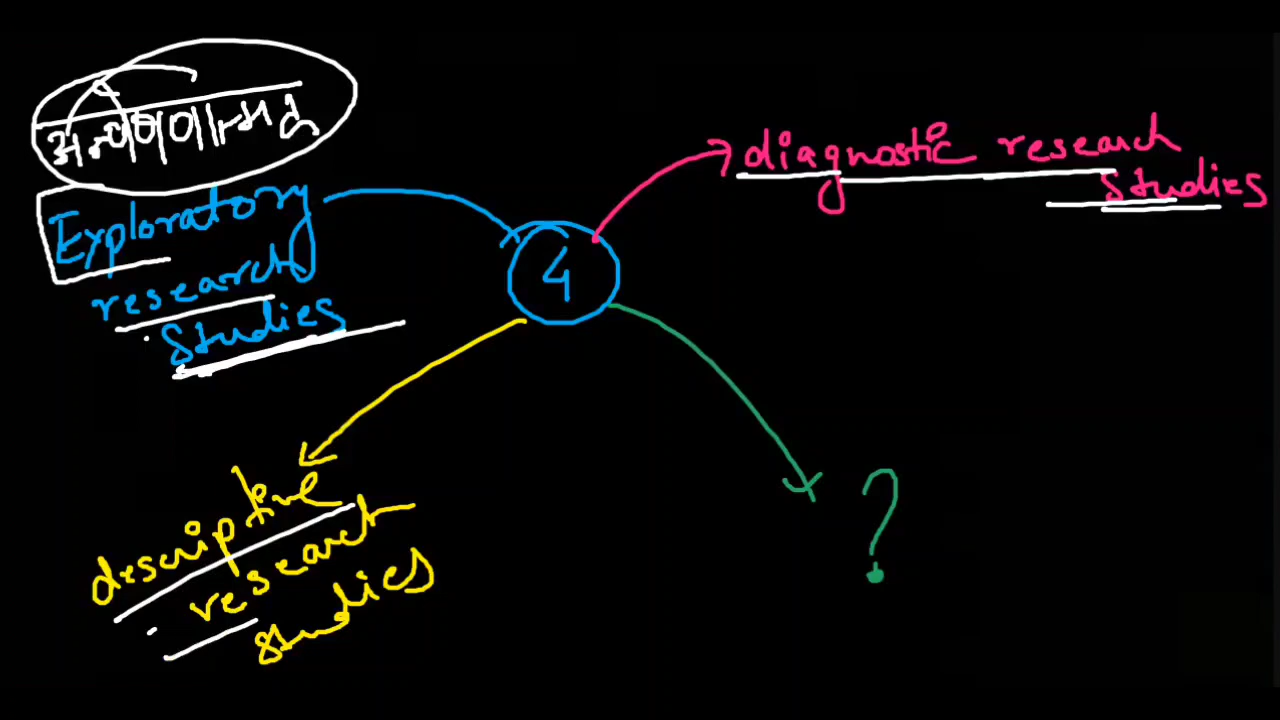 Exploratory
research
studies
4
diagnostic research
studies
descriptive
research
studies
?